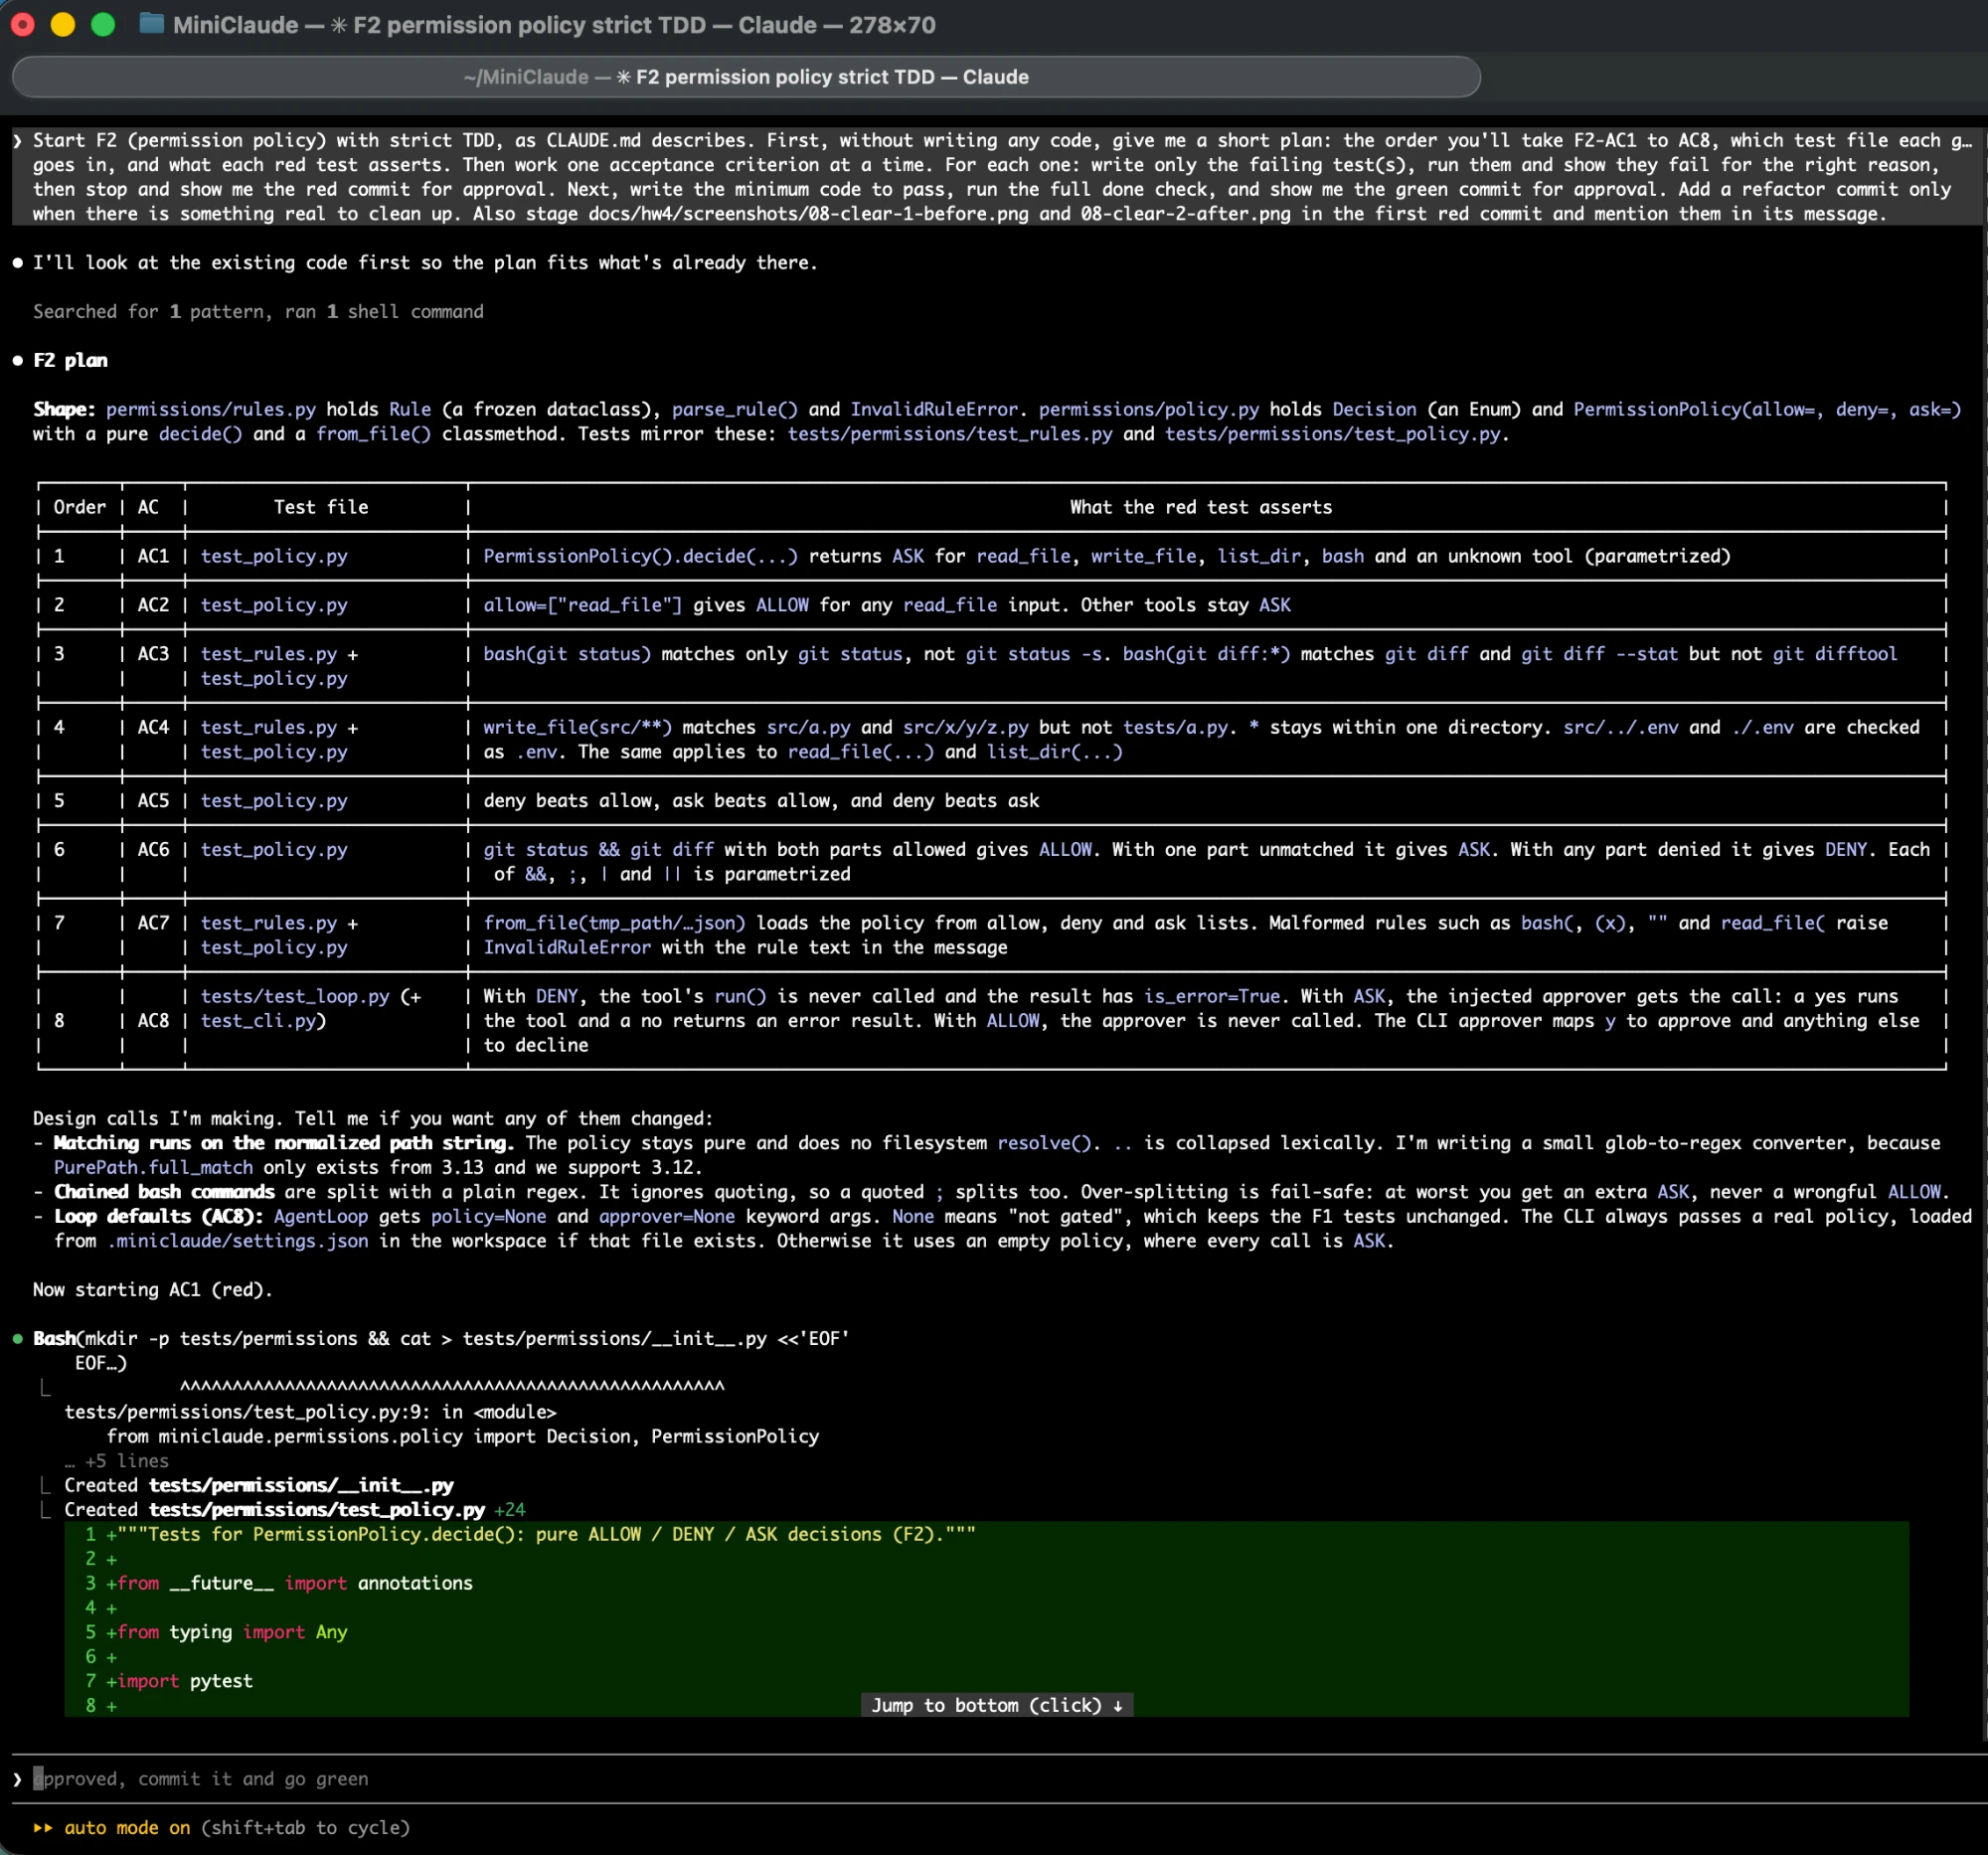 MiniClaude — ✳ F2 permission policy strict TDD — Claude — 278×70
~/MiniClaude — ✳ F2 permission policy strict TDD — Claude
❯ Start F2 (permission policy) with strict TDD, as CLAUDE.md describes. First, without writing any code, give me a short plan: the order you'll take F2-AC1 to AC8, which test file each g…
goes in, and what each red test asserts. Then work one acceptance criterion at a time. For each one: write only the failing test(s), run them and show they fail for the right reason,
then stop and show me the red commit for approval. Next, write the minimum code to pass, run the full done check, and show me the green commit for approval. Add a refactor commit only
when there is something real to clean up. Also stage docs/hw4/screenshots/08-clear-1-before.png and 08-clear-2-after.png in the first red commit and mention them in its message.
● I'll look at the existing code first so the plan fits what's already there.
Searched for 1 pattern, ran 1 shell command
● F2 plan
Shape: permissions/rules.py holds Rule (a frozen dataclass), parse_rule() and InvalidRuleError. permissions/policy.py holds Decision (an Enum) and PermissionPolicy(allow=, deny=, ask=)
with a pure decide() and a from_file() classmethod. Tests mirror these: tests/permissions/test_rules.py and tests/permissions/test_policy.py.
Order | AC | Test file | What the red test asserts
1 | AC1 | test_policy.py | PermissionPolicy().decide(...) returns ASK for read_file, write_file, list_dir, bash and an unknown tool (parametrized)
2 | AC2 | test_policy.py | allow=["read_file"] gives ALLOW for any read_file input. Other tools stay ASK
3 | AC3 | test_rules.py + | bash(git status) matches only git status, not git status -s. bash(git diff:*) matches git diff and git diff --stat but not git difftool
test_policy.py
4 | AC4 | test_rules.py + | write_file(src/**) matches src/a.py and src/x/y/z.py but not tests/a.py. * stays within one directory. src/../.env and ./.env are checked
test_policy.py | as .env. The same applies to read_file(...) and list_dir(...)
5 | AC5 | test_policy.py | deny beats allow, ask beats allow, and deny beats ask
6 | AC6 | test_policy.py | git status && git diff with both parts allowed gives ALLOW. With one part unmatched it gives ASK. With any part denied it gives DENY. Each
of &&, ;, | and || is parametrized
7 | AC7 | test_rules.py + | from_file(tmp_path/…json) loads the policy from allow, deny and ask lists. Malformed rules such as bash(, (x), "" and read_file( raise
test_policy.py | InvalidRuleError with the rule text in the message
tests/test_loop.py (+ | With DENY, the tool's run() is never called and the result has is_error=True. With ASK, the injected approver gets the call: a yes runs
8 | AC8 | test_cli.py) | the tool and a no returns an error result. With ALLOW, the approver is never called. The CLI approver maps y to approve and anything else
to decline
Design calls I'm making. Tell me if you want any of them changed:
- Matching runs on the normalized path string. The policy stays pure and does no filesystem resolve(). .. is collapsed lexically. I'm writing a small glob-to-regex converter, because
PurePath.full_match only exists from 3.13 and we support 3.12.
- Chained bash commands are split with a plain regex. It ignores quoting, so a quoted ; splits too. Over-splitting is fail-safe: at worst you get an extra ASK, never a wrongful ALLOW.
- Loop defaults (AC8): AgentLoop gets policy=None and approver=None keyword args. None means "not gated", which keeps the F1 tests unchanged. The CLI always passes a real policy, loaded
from .miniclaude/settings.json in the workspace if that file exists. Otherwise it uses an empty policy, where every call is ASK.
Now starting AC1 (red).
● Bash(mkdir -p tests/permissions && cat > tests/permissions/__init__.py <<'EOF'
EOF…)
^^^^^^^^^^^^^^^^^^^^^^^^^^^^^^^^^^^^^^^^^^^^^^^^^^^^
tests/permissions/test_policy.py:9: in <module>
from miniclaude.permissions.policy import Decision, PermissionPolicy
… +5 lines
Created tests/permissions/__init__.py
Created tests/permissions/test_policy.py +24
1 +"""Tests for PermissionPolicy.decide(): pure ALLOW / DENY / ASK decisions (F2)."""
2 +
3 +from __future__ import annotations
4 +
5 +from typing import Any
6 +
7 +import pytest
8 +
Jump to bottom (click) ↓
❯ approved, commit it and go green
⏵⏵ auto mode on (shift+tab to cycle)